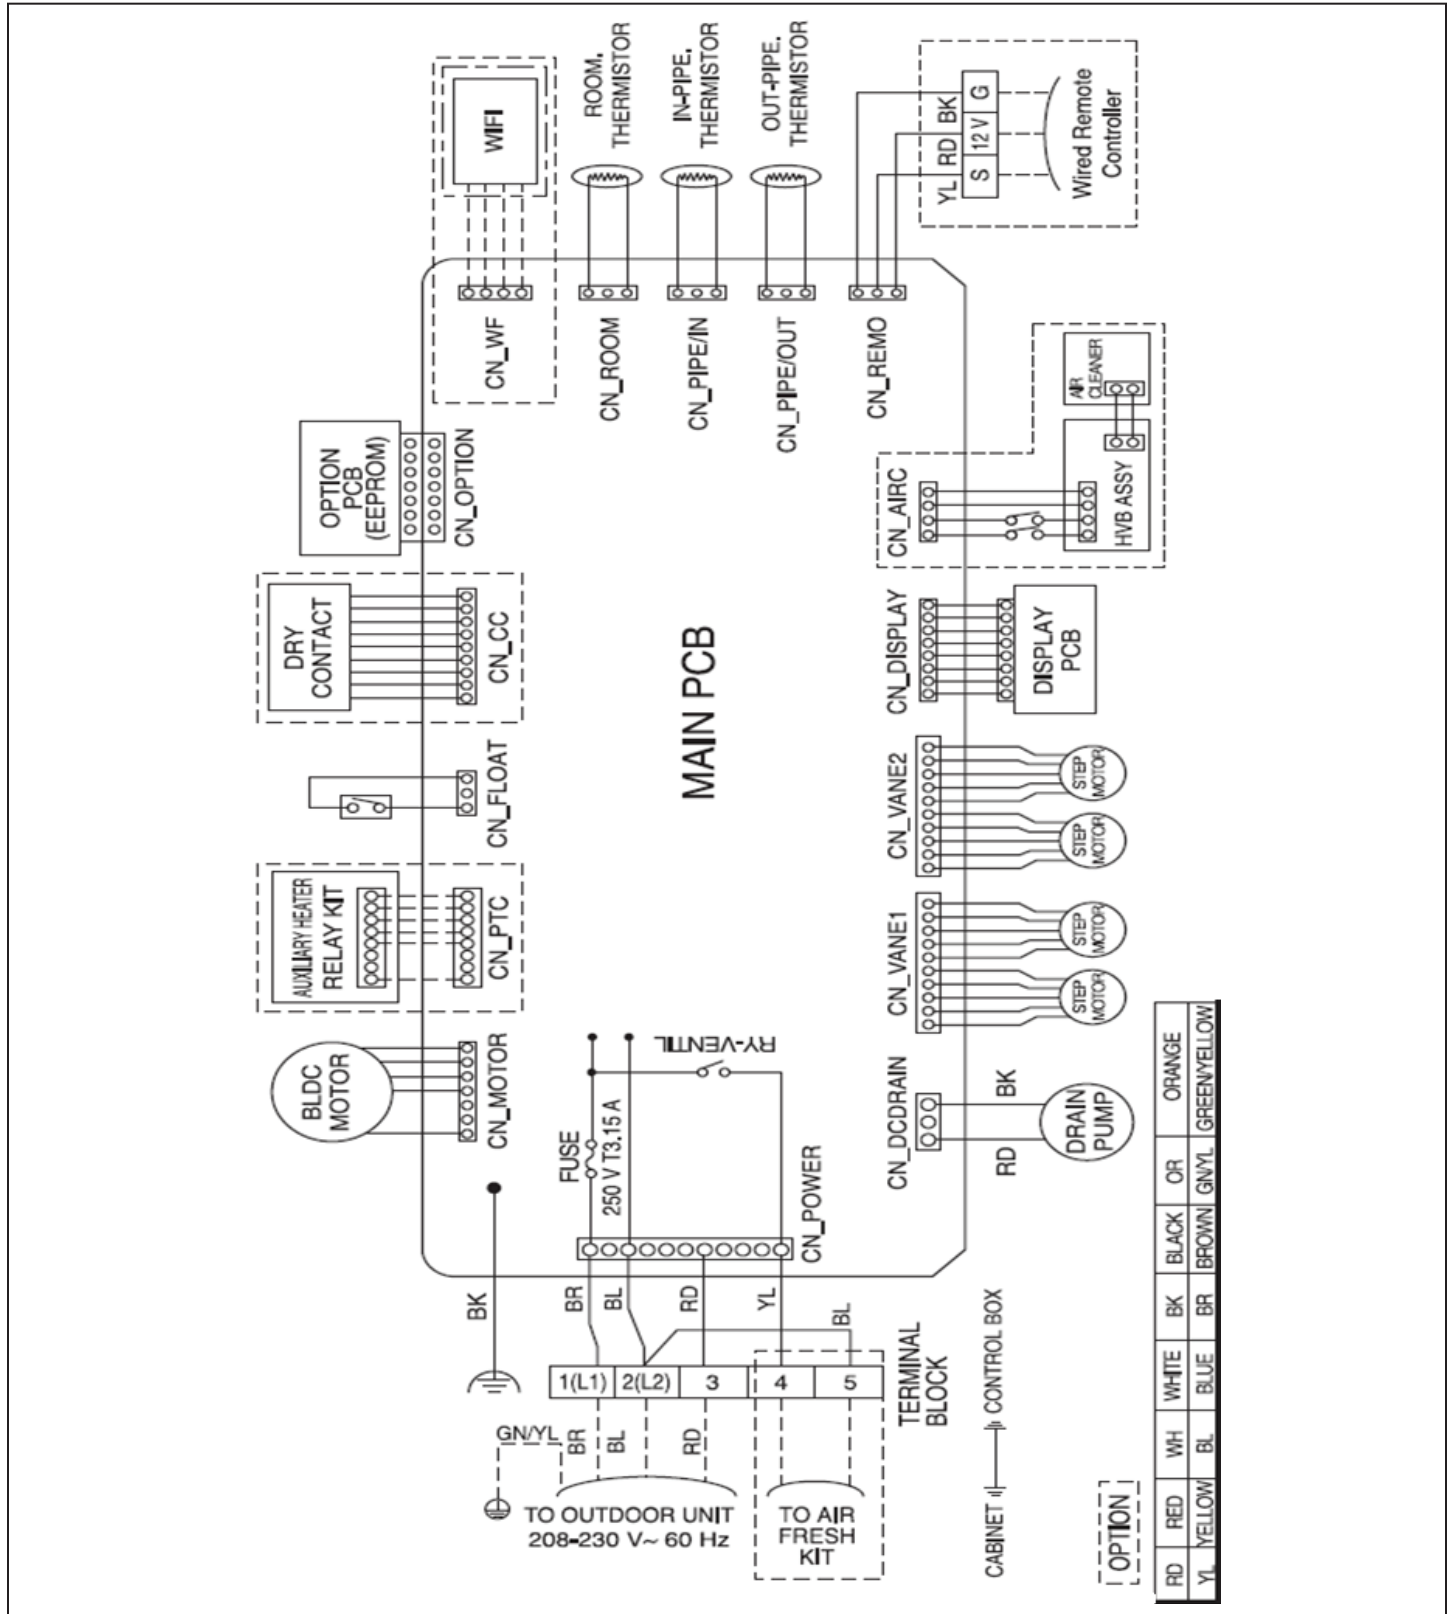 WIFI
CN_WF
ROOM.
THERMISTOR
CN_ROOM
IN-PIPE.
THERMISTOR
CN_PIPE/IN
OUT-PIPE.
THERMISTOR
CN_PIPE/OUT
YL RD BK
S 12 V G
Wired Remote
Controller
CN_REMO
OPTION
PCB
(EEPROM)
CN_OPTION
DRY
CONTACT
CN_CC
CN_FLOAT
AUXILIARY HEATER
RELAY KIT
CN_PTC
BLDC
MOTOR
CN_MOTOR
MAIN PCB
AIR
CLEANER
HVB ASSY
CN_AIRC
CN_DISPLAY
DISPLAY
PCB
CN_VANE2
STEP
MOTOR
STEP
MOTOR
CN_VANE1
STEP
MOTOR
STEP
MOTOR
CN_DCDRAIN
RD
BK
DRAIN
PUMP
RY-VENTIL
FUSE
250 V T3.15 A
CN_POWER
BK
BR
BL
RD
YL
BL
1(L1) 2(L2) 3 4 5
TERMINAL
BLOCK
GN/YL
BR
BL
RD
TO OUTDOOR UNIT
208-230 V~ 60 Hz
TO AIR
FRESH
KIT
CABINET
CONTROL BOX
OPTION
RD RED WH WHITE BK BLACK OR ORANGE
YL YELLOW BL BLUE BR BROWN GN/YL GREEN/YELLOW